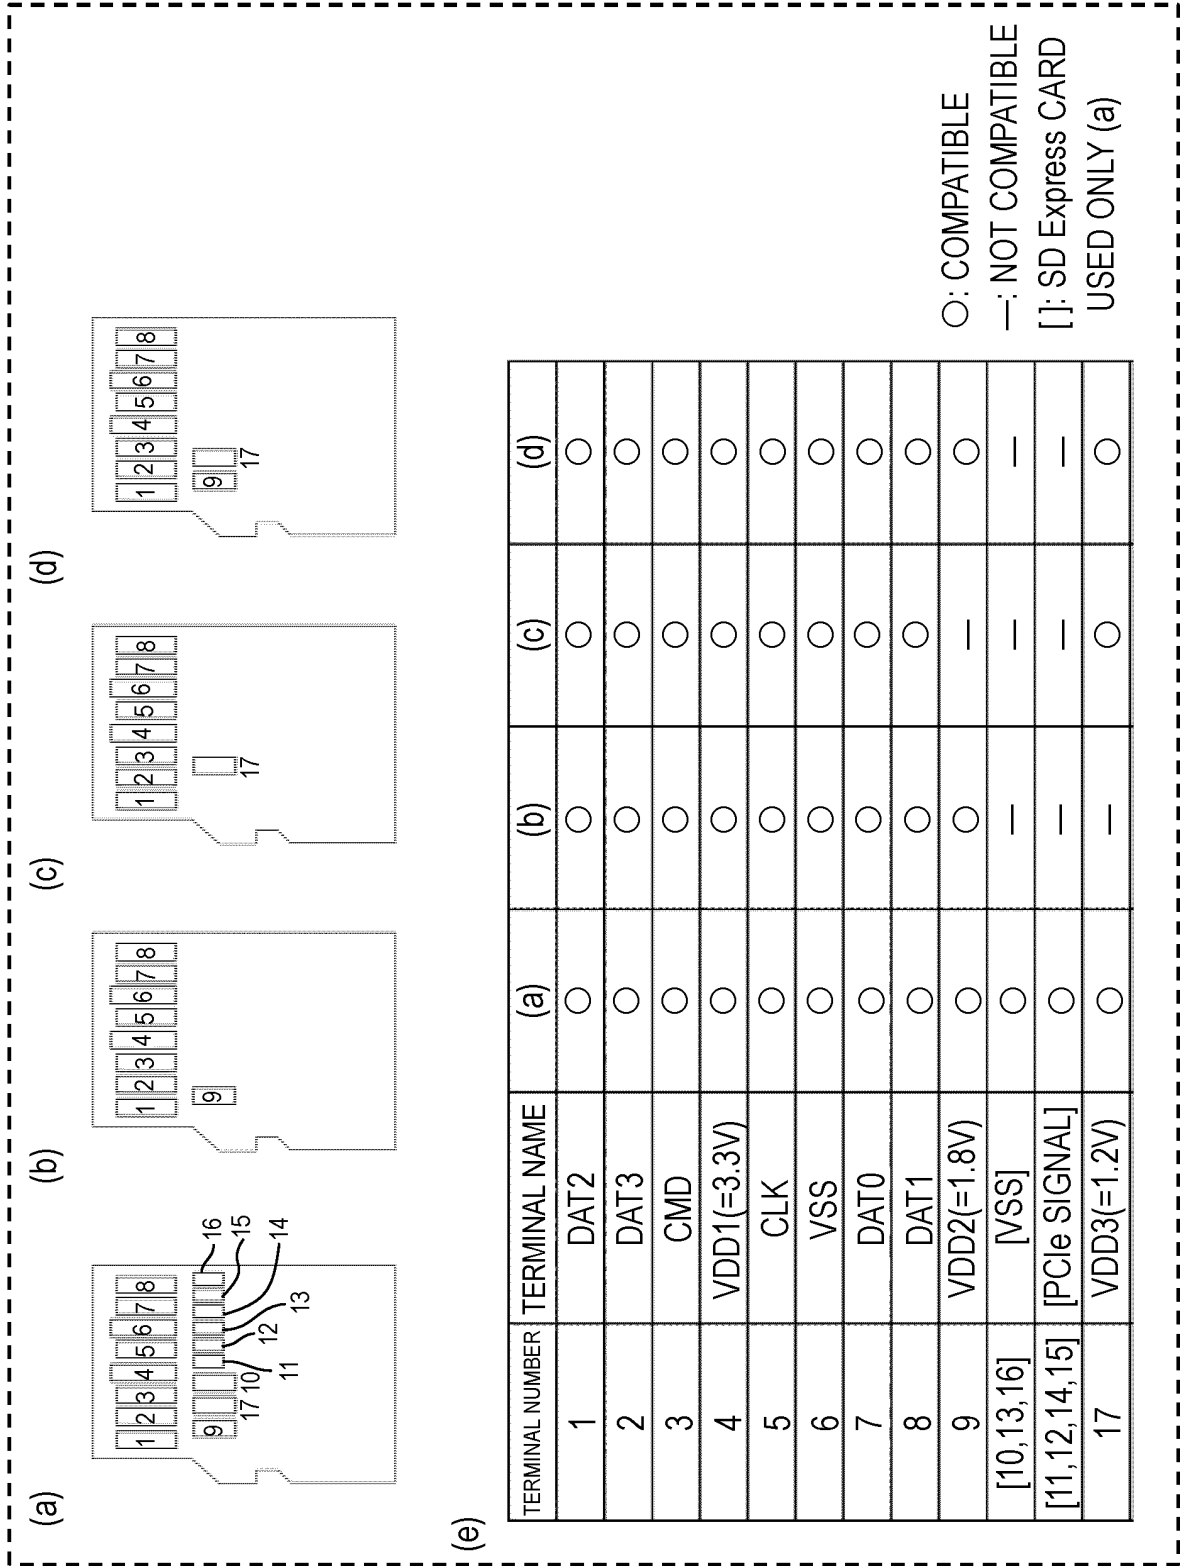 (a)
1 2 3 4 5 6 7 8
9
17 10
11
12
13
14
15
16
(b)
1 2 3 4 5 6 7 8
9
(c)
1 2 3 4 5 6 7 8
17
(d)
1 2 3 4 5 6 7 8
9
17
(e)
TERMINAL NUMBER TERMINAL NAME (a) (b) (c) (d)
1 DAT2 ○ ○ ○ ○
2 DAT3 ○ ○ ○ ○
3 CMD ○ ○ ○ ○
4 VDD1(=3.3V) ○ ○ ○ ○
5 CLK ○ ○ ○ ○
6 VSS ○ ○ ○ ○
7 DAT0 ○ ○ ○ ○
8 DAT1 ○ ○ ○ ○
9 VDD2(=1.8V) ○ ○ — ○
[10,13,16] [VSS] ○ — — —
[11,12,14,15] [PCIe SIGNAL] ○ — — —
17 VDD3(=1.2V) ○ — ○ ○
○: COMPATIBLE
—: NOT COMPATIBLE
[ ]: SD Express CARD
USED ONLY (a)